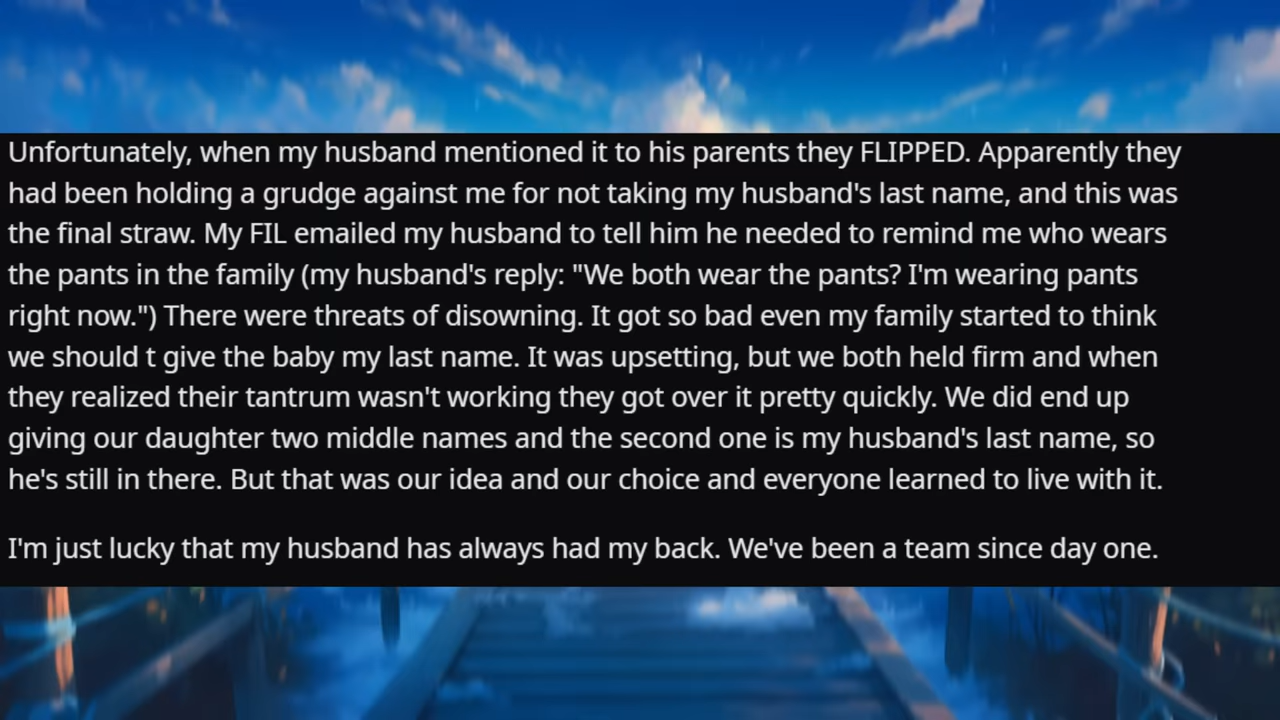 Unfortunately, when my husband mentioned it to his parents they FLIPPED. Apparently they
had been holding a grudge against me for not taking my husband's last name, and this was
the final straw. My FIL emailed my husband to tell him he needed to remind me who wears
the pants in the family (my husband's reply: "We both wear the pants? I'm wearing pants
right now.") There were threats of disowning. It got so bad even my family started to think
we should t give the baby my last name. It was upsetting, but we both held firm and when
they realized their tantrum wasn't working they got over it pretty quickly. We did end up
giving our daughter two middle names and the second one is my husband's last name, so
he's still in there. But that was our idea and our choice and everyone learned to live with it.
I'm just lucky that my husband has always had my back. We've been a team since day one.